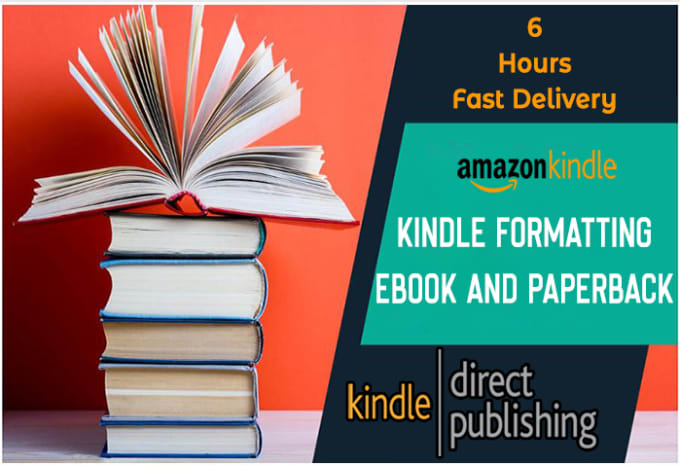 6
Hours
Fast Delivery
amazonkindle
KINDLE FORMATTING
EBOOK AND PAPERBACK
kindle direct
publishing